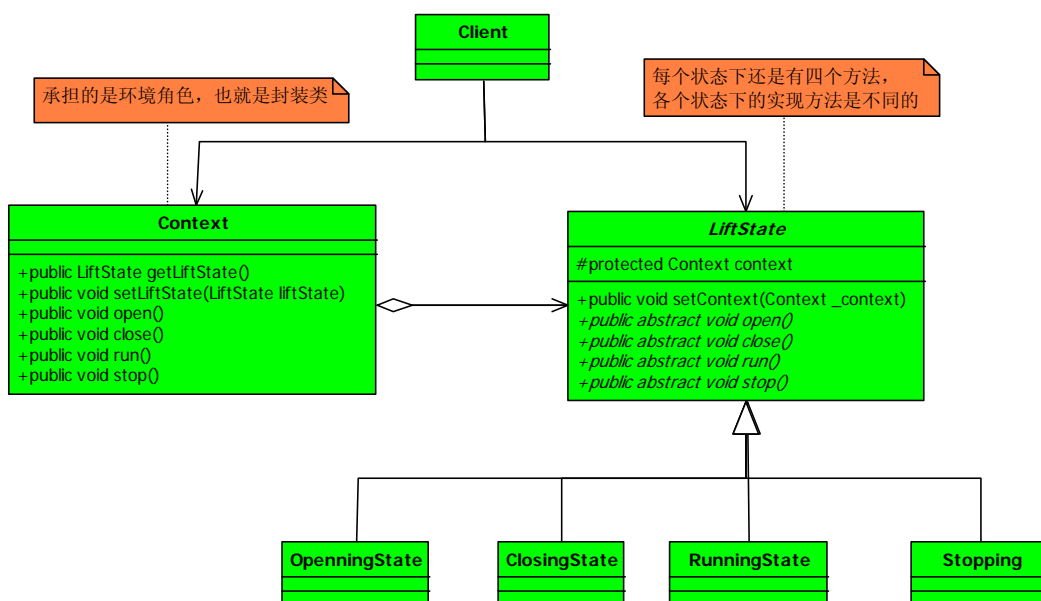 Client
承担的是环境角色，也就是封装类
每个状态下还是有四个方法，
各个状态下的实现方法是不同的
Context
+public LiftState getLiftState()
+public void setLiftState(LiftState liftState)
+public void open()
+public void close()
+public void run()
+public void stop()
LiftState
#protected Context context
+public void setContext(Context _context)
+public abstract void open()
+public abstract void close()
+public abstract void run()
+public abstract void stop()
OpenningState
ClosingState
RunningState
Stopping